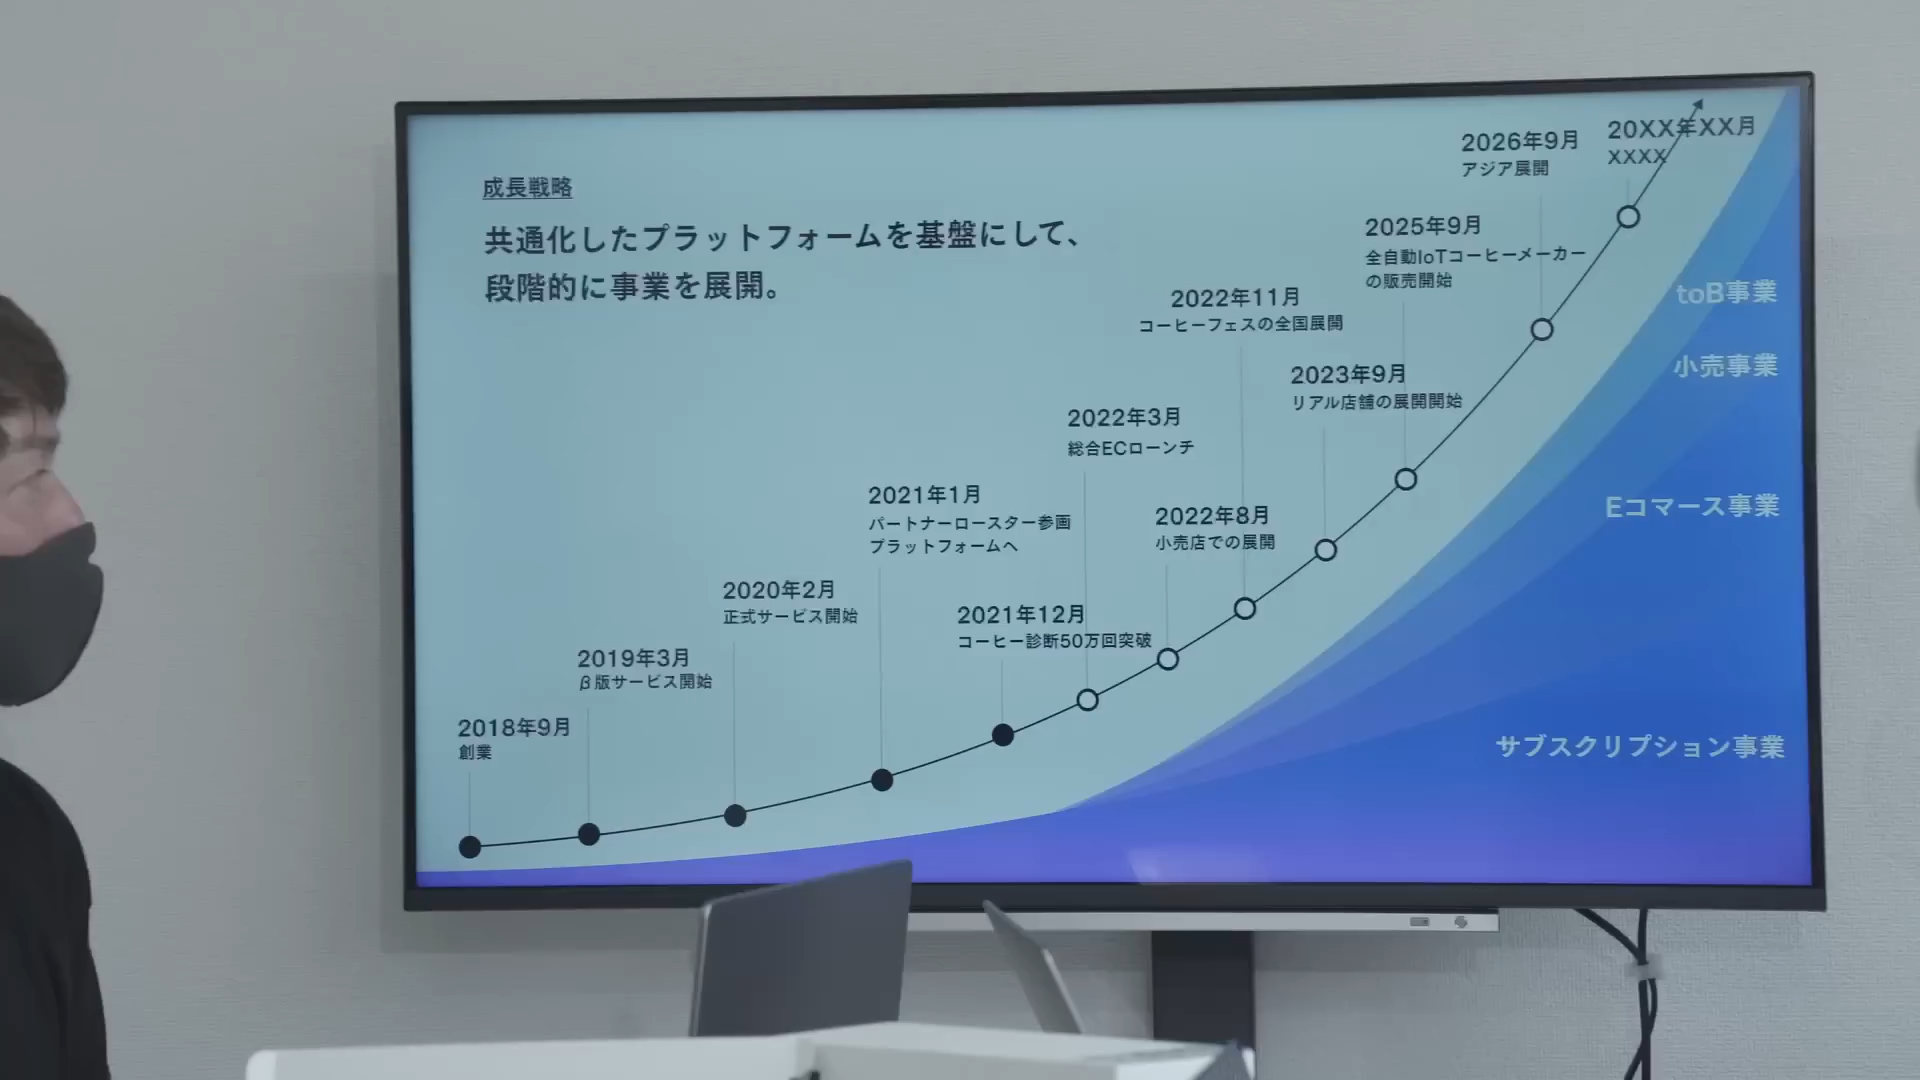 成長戦略
共通化したプラットフォームを基盤にして、
段階的に事業を展開。
2018年9月
創業
2019年3月
β版サービス開始
2020年2月
正式サービス開始
2021年1月
パートナーロースター参画
プラットフォームへ
2021年12月
コーヒー診断50万回突破
2022年3月
総合ECローンチ
2022年8月
小売店での展開
2022年11月
コーヒーフェスの全国展開
2023年9月
リアル店舗の展開開始
2025年9月
全自動IoTコーヒーメーカー
の販売開始
2026年9月
アジア展開
20XX年XX月
XXXX
toB事業
小売事業
Eコマース事業
サブスクリプション事業